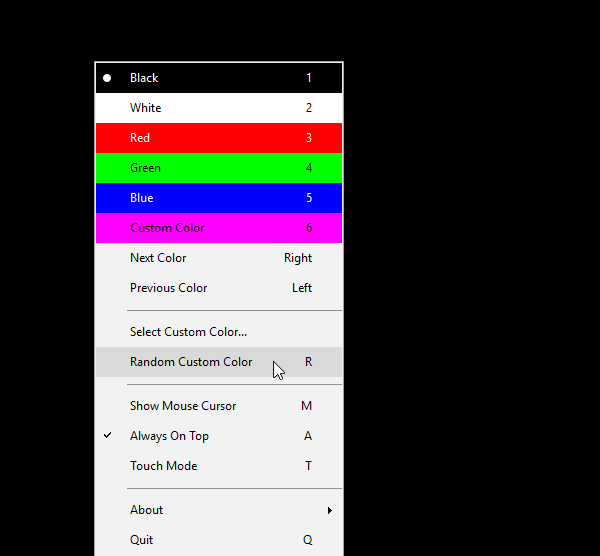 Black 1
White 2
Red 3
Green 4
Blue 5
Custom Color 6
Next Color Right
Previous Color Left
Select Custom Color...
Random Custom Color R
Show Mouse Cursor M
Always On Top A
Touch Mode T
About
Quit Q